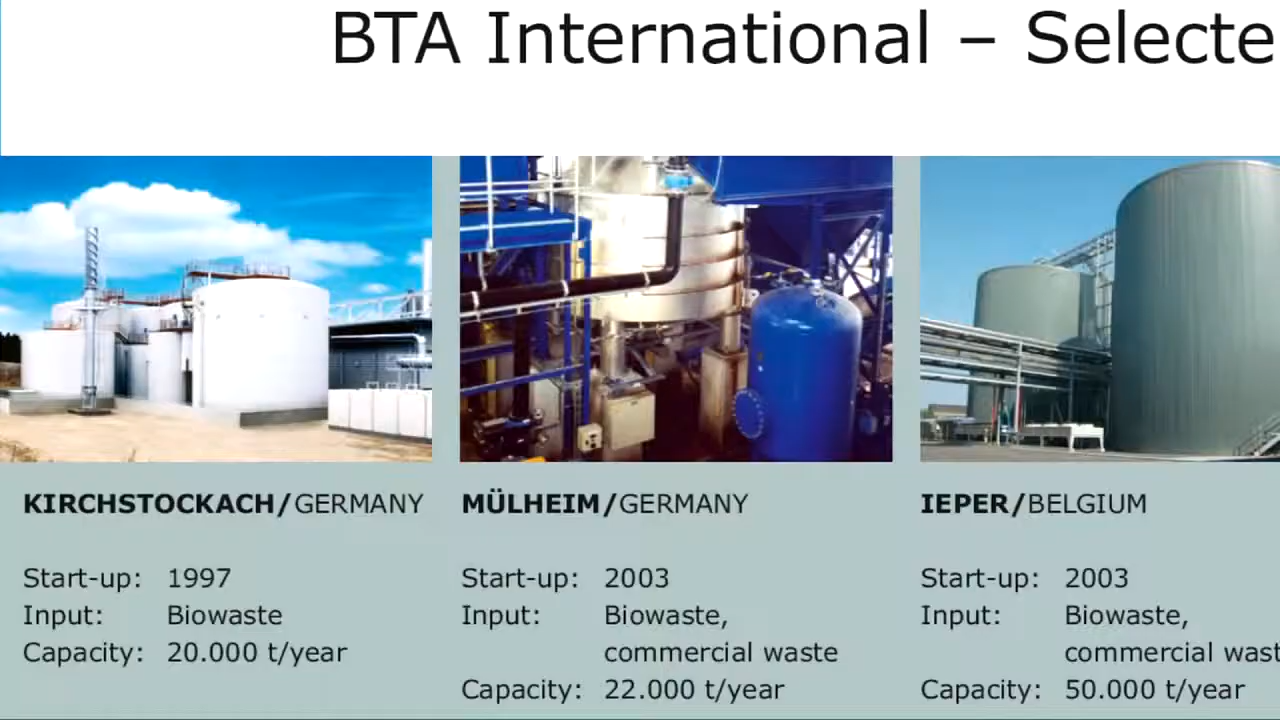 BTA International – Selecte
KIRCHSTOCKACH/GERMANY
Start-up: 1997
Input: Biowaste
Capacity: 20.000 t/year
MÜLHEIM/GERMANY
Start-up: 2003
Input: Biowaste,
commercial waste
Capacity: 22.000 t/year
IEPER/BELGIUM
Start-up: 2003
Input: Biowaste,
commercial wast
Capacity: 50.000 t/year